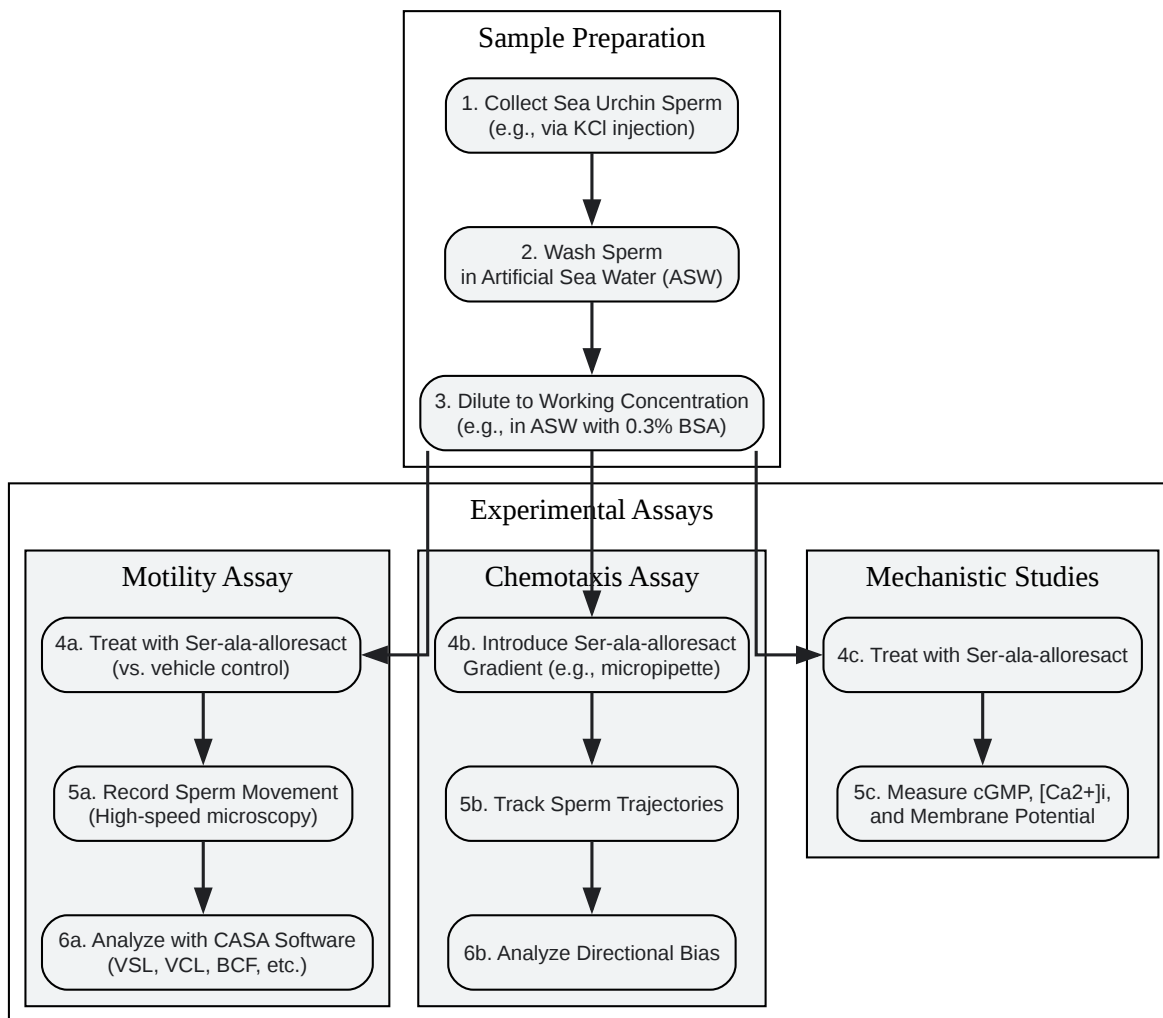 Sample Preparation
1. Collect Sea Urchin Sperm
(e.g., via KCl injection)
2. Wash Sperm
in Artificial Sea Water (ASW)
3. Dilute to Working Concentration
(e.g., in ASW with 0.3% BSA)
Experimental Assays
Motility Assay
4a. Treat with Ser-ala-alloresact
(vs. vehicle control)
5a. Record Sperm Movement
(High-speed microscopy)
6a. Analyze with CASA Software
(VSL, VCL, BCF, etc.)
Chemotaxis Assay
4b. Introduce Ser-ala-alloresact
Gradient (e.g., micropipette)
5b. Track Sperm Trajectories
6b. Analyze Directional Bias
Mechanistic Studies
4c. Treat with Ser-ala-alloresact
5c. Measure cGMP, [Ca2+]i,
and Membrane Potential